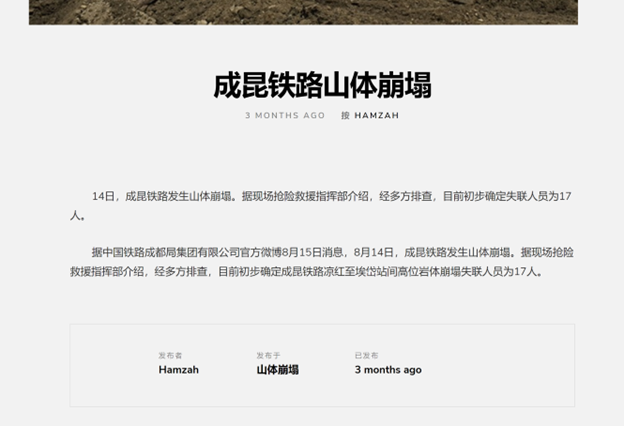 成昆铁路山体崩塌
3 MONTHS AGO 按 HAMZAH
14日，成昆铁路发生山体崩塌。据现场抢险救援指挥部介绍，经多方排查，目前初步确定失联人员为17
人。
据中国铁路成都局集团有限公司官方微博8月15日消息，8月14日，成昆铁路发生山体崩塌。据现场抢险
救援指挥部介绍，经多方排查，目前初步确定成昆铁路凉红至埃岱站间高位岩体崩塌失联人员为17人。
发布者 发布于 已发布
Hamzah 山体崩塌 3 months ago